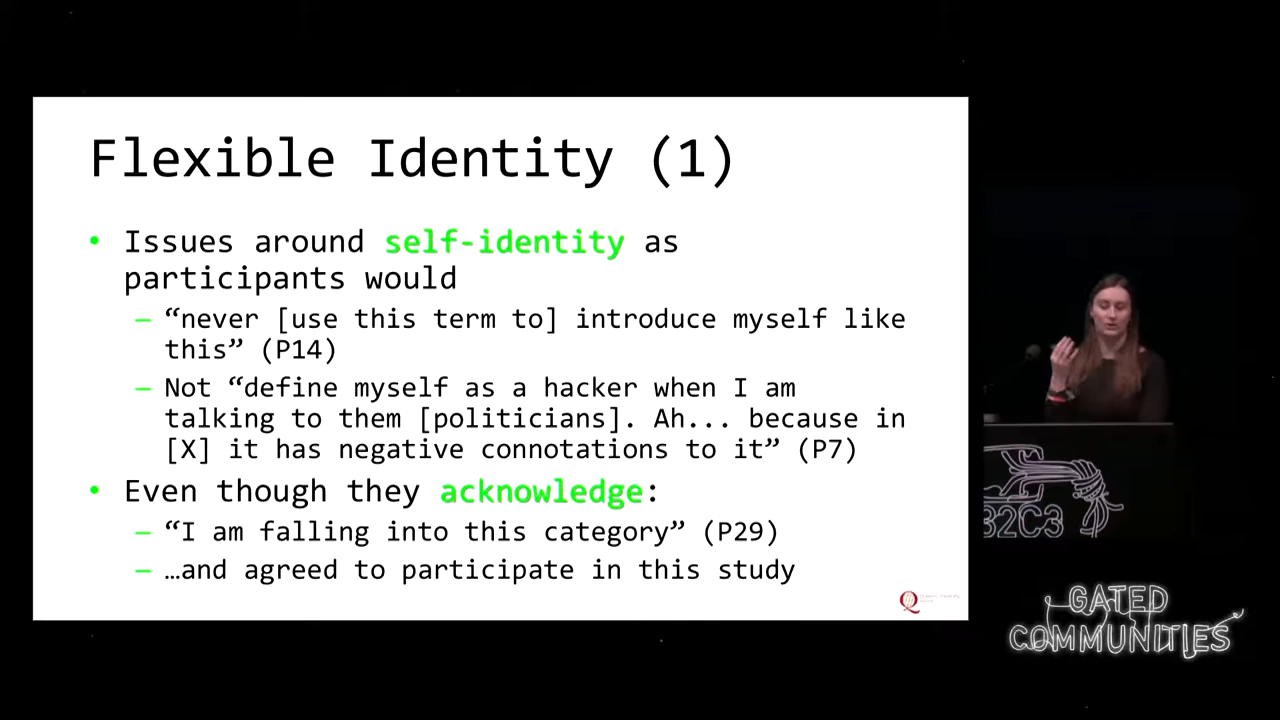 Flexible Identity (1)
• Issues around self-identity as
participants would
– “never [use this term to] introduce myself like
this” (P14)
– Not “define myself as a hacker when I am
talking to them [politicians]. Ah... because in
[X] it has negative connotations to it” (P7)
• Even though they acknowledge:
– “I am falling into this category” (P29)
– …and agreed to participate in this study
32C3
GATED
COMMUNITIES